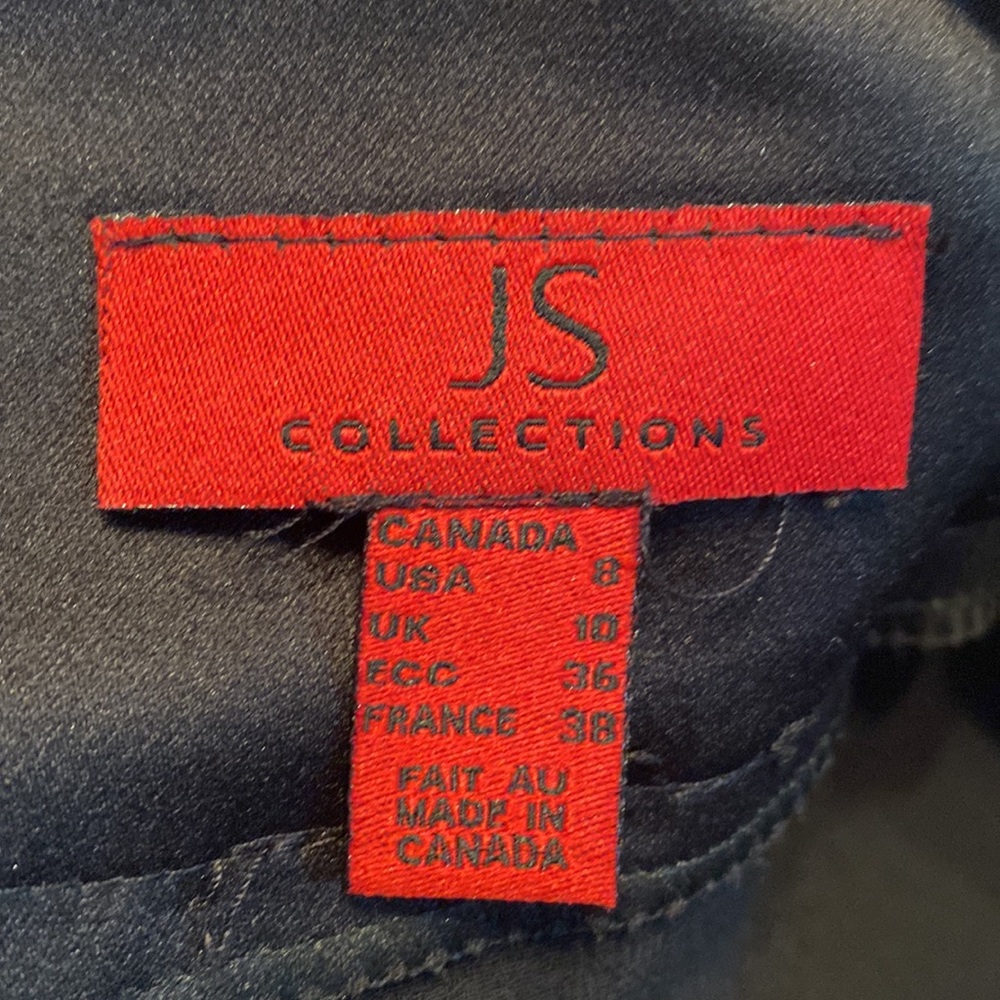 JS
COLLECTIONS
CANADA
USA 8
UK 10
ECC 36
FRANCE 38
FAIT AU
MADE IN
CANADA